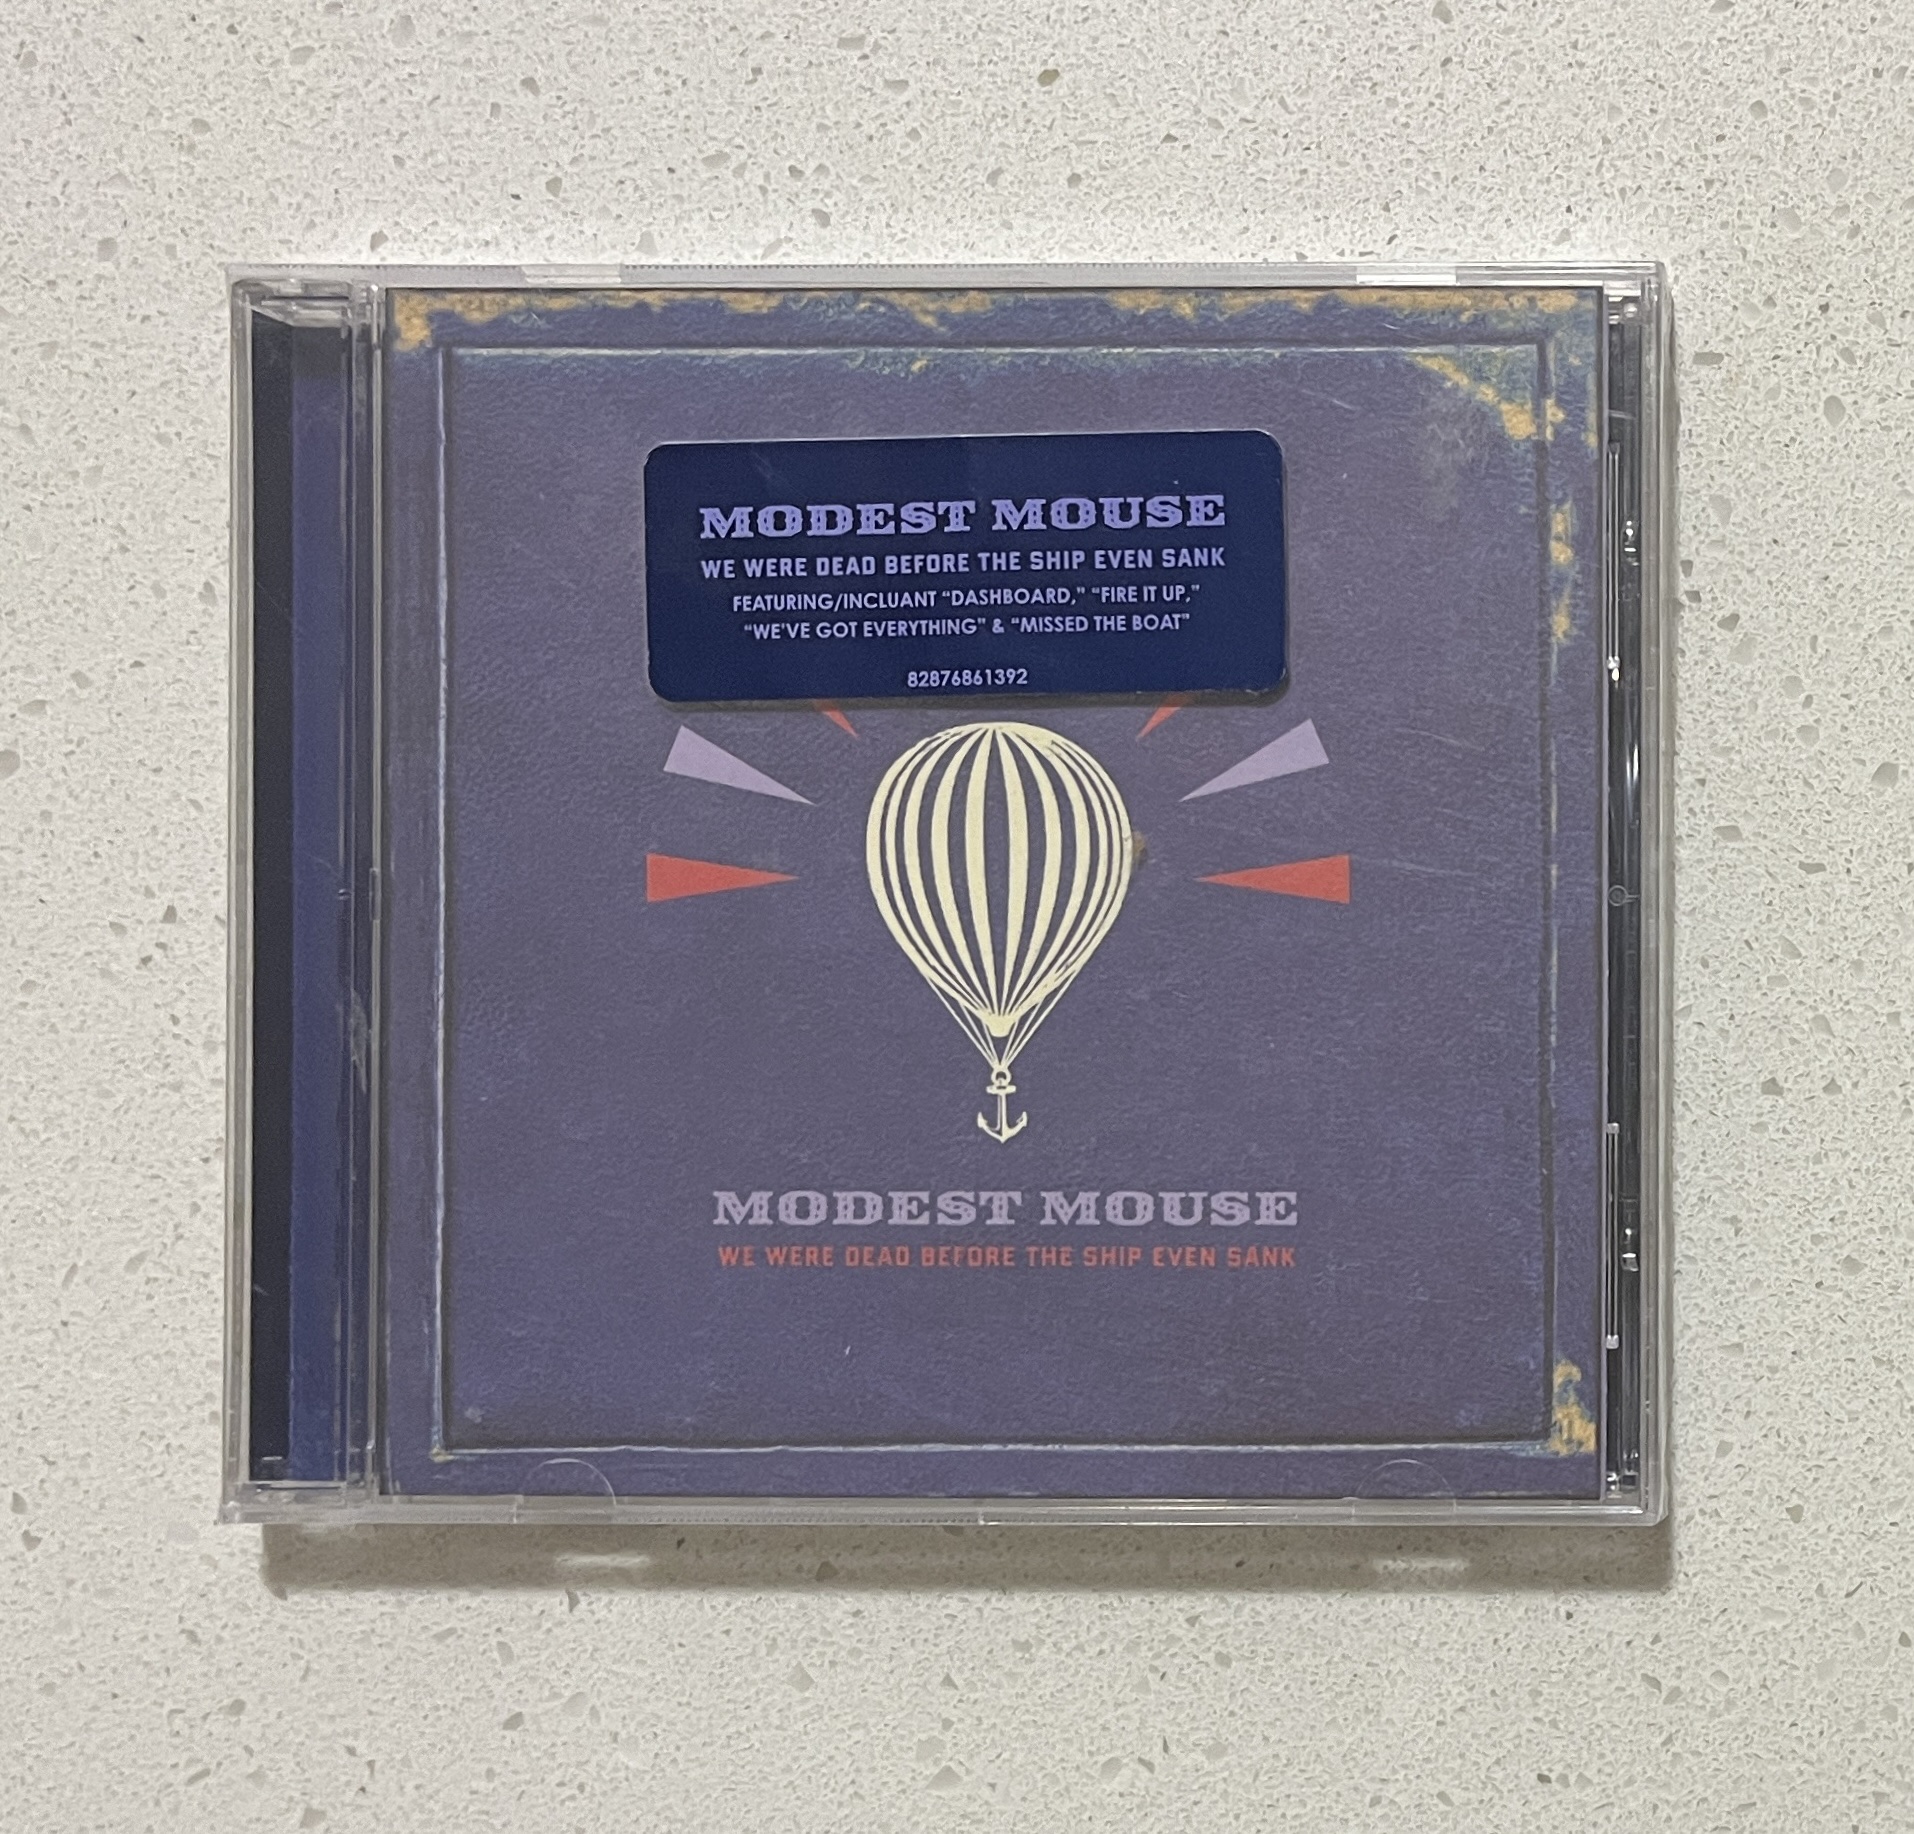 MODEST MOUSE
WE WERE DEAD BEFORE THE SHIP EVEN SANK
FEATURING/INCLUANT “DASHBOARD,” “FIRE IT UP,”
“WE'VE GOT EVERYTHING” & “MISSED THE BOAT”
82876861392
MODEST MOUSE
WE WERE DEAD BEFORE THE SHIP EVEN SANK